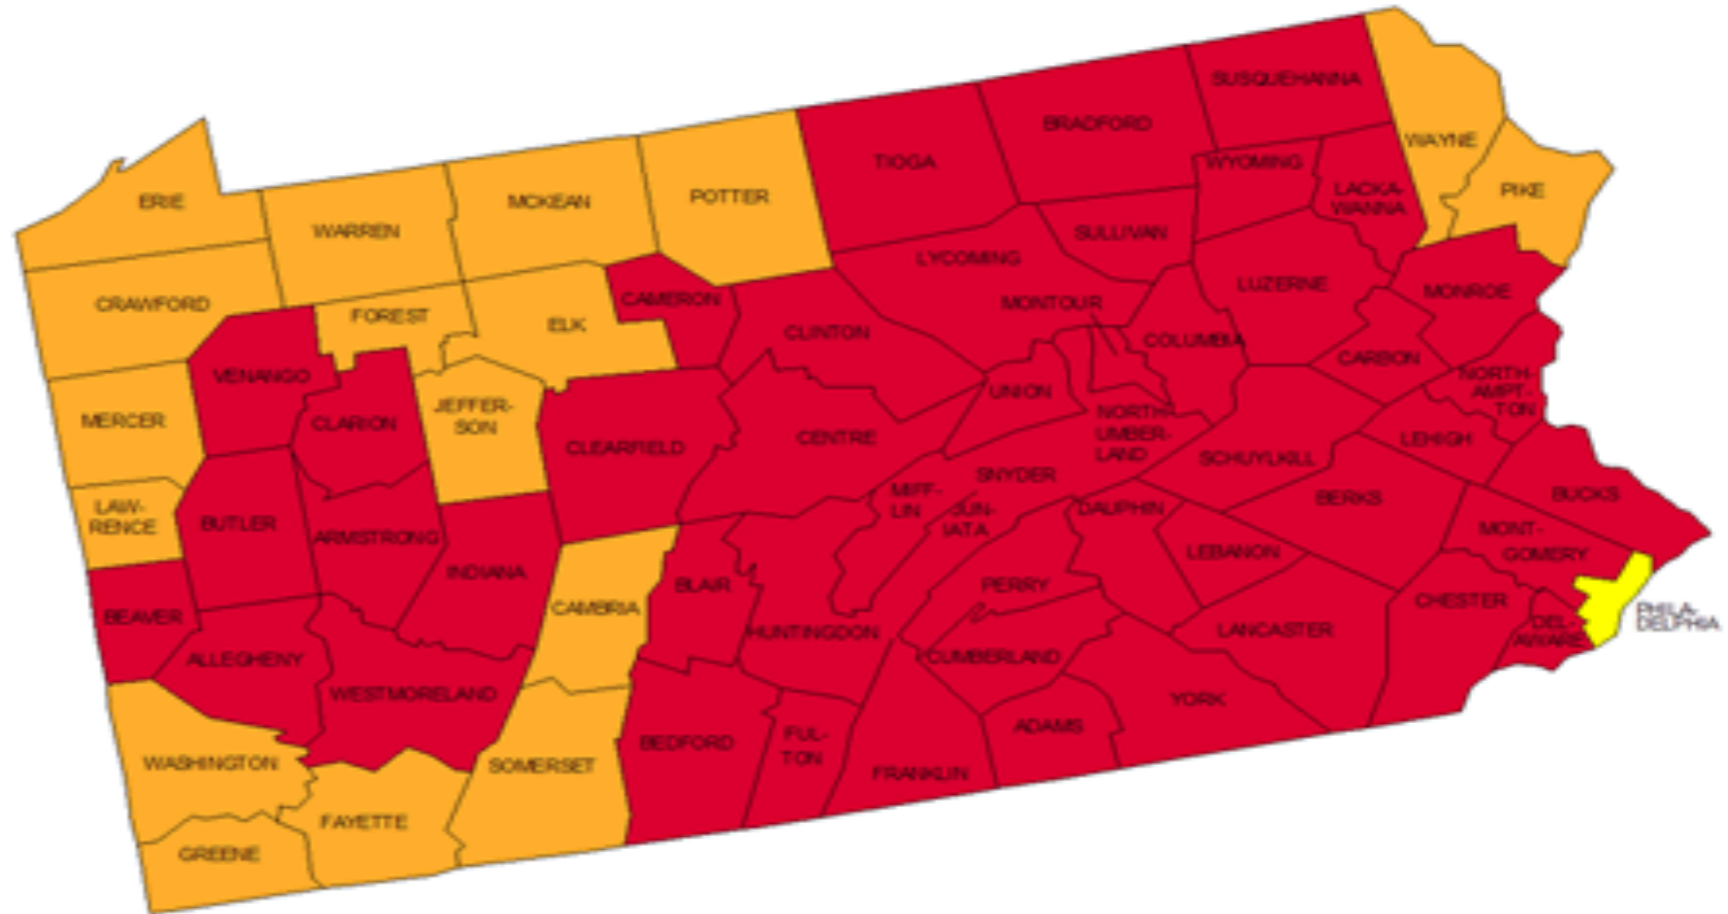 SUSQUEHANNA
BRADFORD
WAYNE
TIOGA
WYOMING
PIKE
LACKA-
WANNA
ERIE
MCKEAN
POTTER
WARREN
SULLIVAN
LYCOMING
CRAWFORD
FOREST
ELK
CAMERON
CLINTON
MONTOUR
LUZERNE
MONROE
COLUMBIA
CARBON
VENANGO
CLARION
JEFFER-
SON
MERCER
UNION
NORTH-
AMPT-
TON
CLEARFIELD
CENTRE
NORTH-
UMBER-
LAND
LEHIGH
SCHUYLKILL
SNYDER
LAW-
RENCE
BUTLER
ARMSTRONG
MIFF-
LIN
JUN-
IATA
DAUPHIN
BERKS
BUCKS
MONT-
GOMERY
LEBANON
INDIANA
BLAIR
PERRY
CAMBRIA
BEAVER
HUNTINGDON
CHESTER
PHILA-
DELPHIA
DEL-
AWARE
LANCASTER
ALLEGHENY
CUMBERLAND
WESTMORELAND
YORK
BEDFORD
FUL-
TON
ADAMS
WASHINGTON
SOMERSET
FRANKLIN
FAYETTE
GREENE